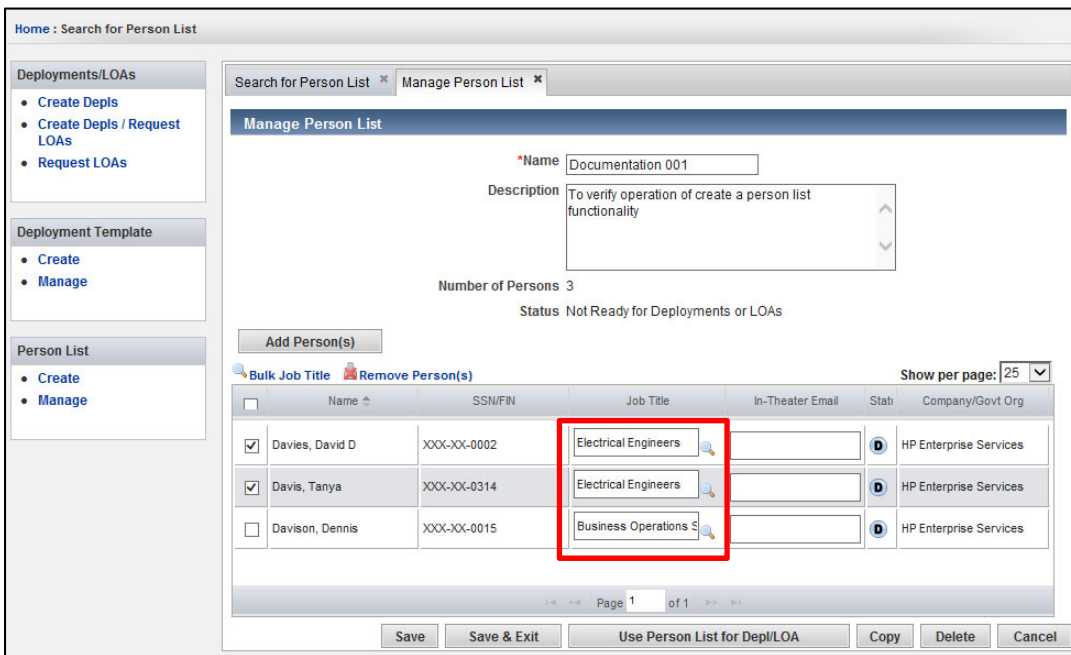 Home : Search for Person List
Deployments/LOAs
Create Depls
Create Depls / Request
LOAs
Request LOAs
Deployment Template
Create
Manage
Person List
Create
Manage
Search for Person List Manage Person List
Manage Person List
*Name Documentation 001
Description To verify operation of create a person list
functionality
Number of Persons 3
Status Not Ready for Deployments or LOAs
Add Person(s)
Bulk Job Title Remove Person(s) Show per page: 25
Name SSN/FIN Job Title In-Theater Email Statu Company/Govt Org
Davies, David D XXX-XX-0002 Electrical Engineers D HP Enterprise Services
Davis, Tanya XXX-XX-0314 Electrical Engineers D HP Enterprise Services
Davison, Dennis XXX-XX-0015 Business Operations S D HP Enterprise Services
Page 1 of 1
Save Save & Exit Use Person List for Depl/LOA Copy Delete Cancel